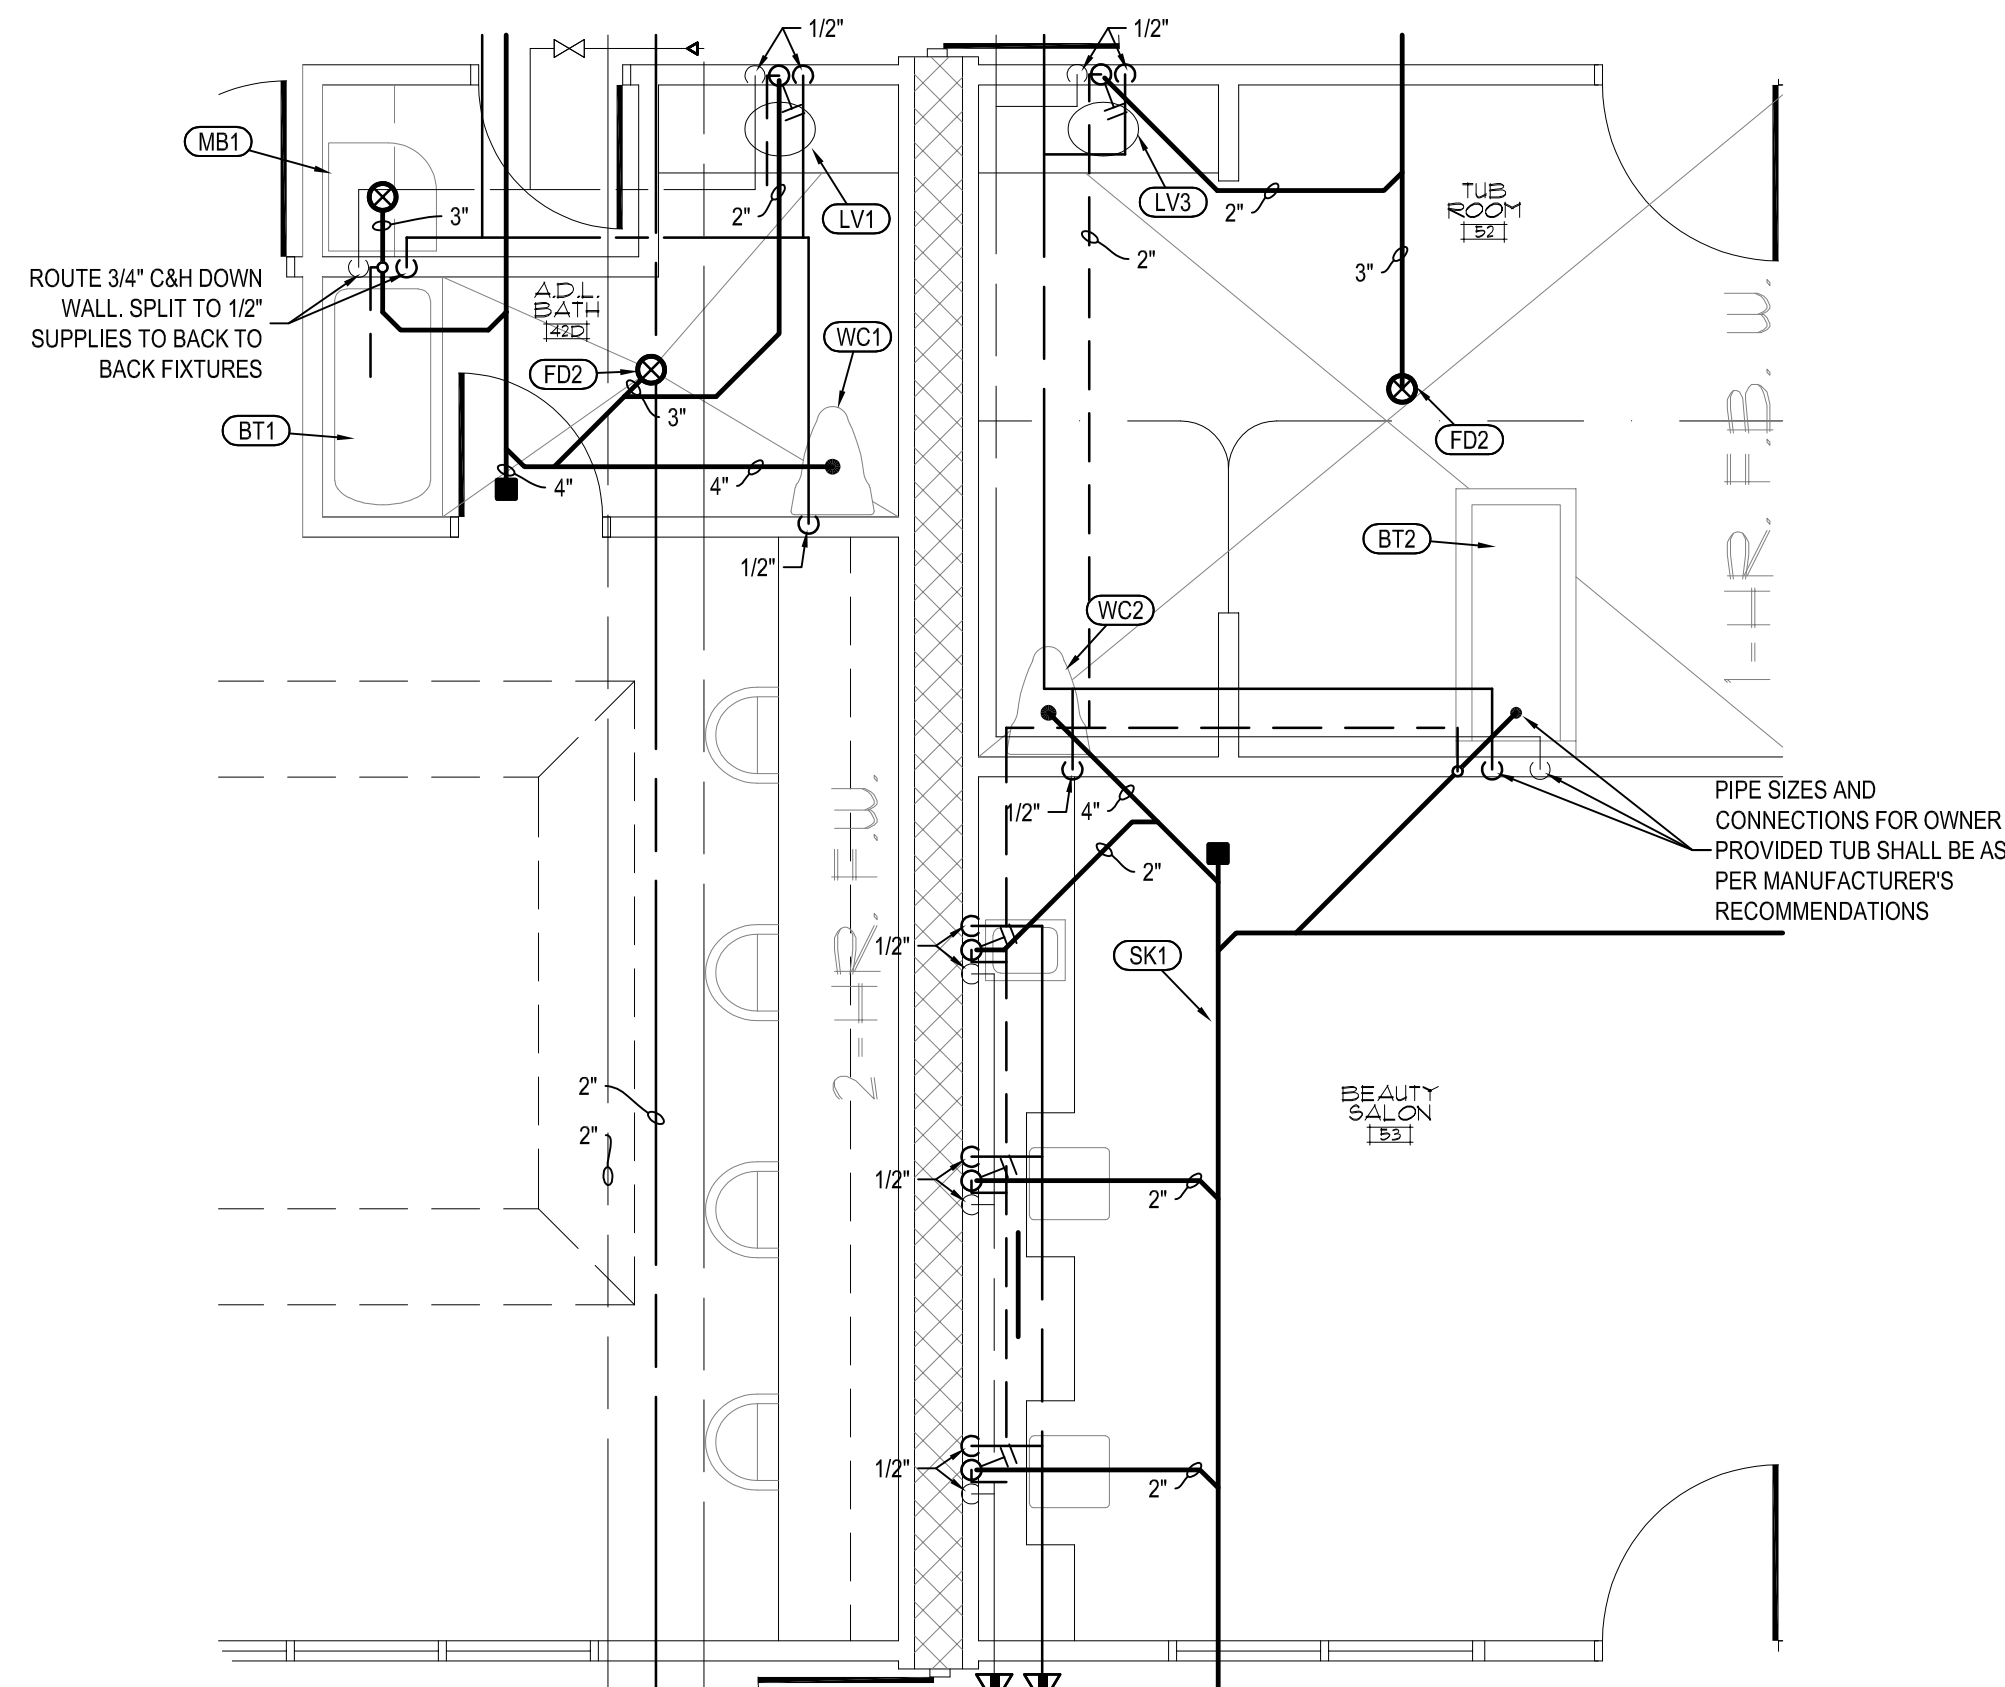 1/2"
1/2"
MB1
3"
2"
LV1
LV3
2"
2"
TUB
ROOM
52
3"
ROUTE 3/4" C&H DOWN
WALL. SPLIT TO 1/2"
SUPPLIES TO BACK TO
BACK FIXTURES
A.D.L.
BATH
42D
WC1
FD2
3"
BT1
FD2
4"
4"
1/2"
BT2
1-HR. F.B. W.
WC2
1/2"
4"
PIPE SIZES AND
CONNECTIONS FOR OWNER
PROVIDED TUB SHALL BE AS
PER MANUFACTURER'S
RECOMMENDATIONS
2"
2-HR. F.W.
1/2"
SK1
2"
2"
BEAUTY
SALON
53
1/2"
2"
1/2"
2"